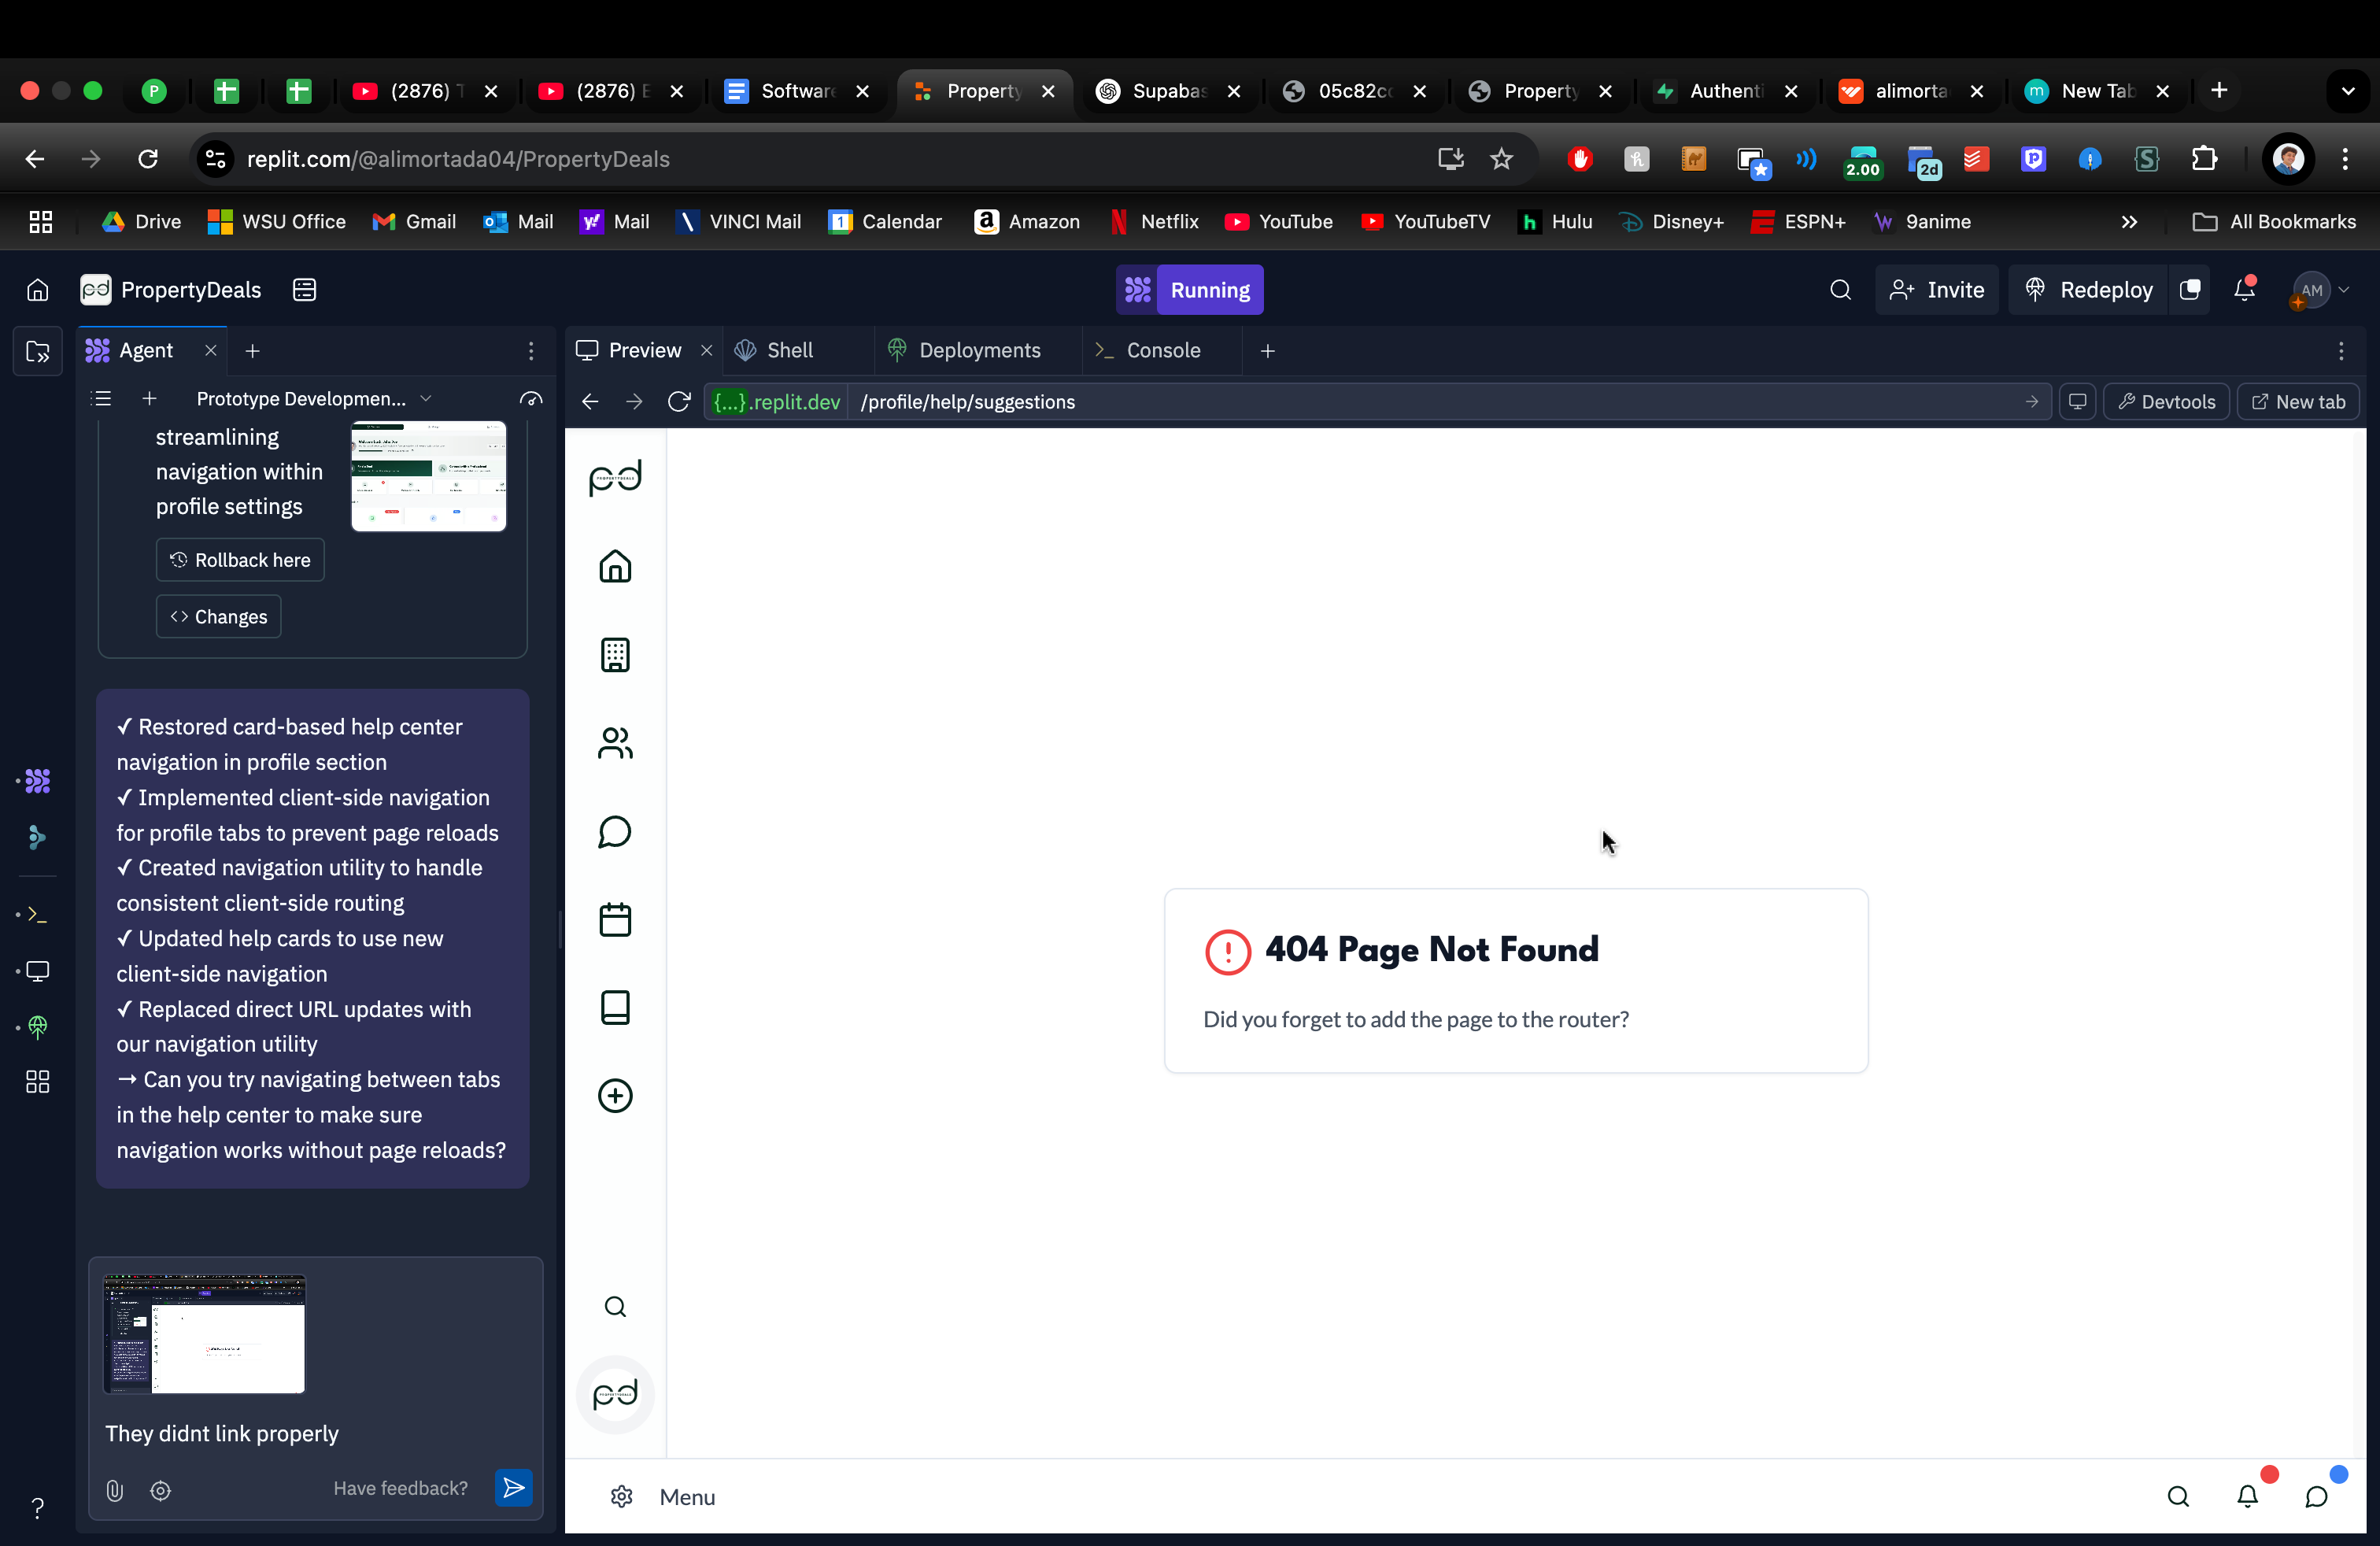 P
(2876) T
(2876) E
Software
Property
Supabas
05c82cc
Property
Authenti
alimorta
m
New Tab
replit.com/@alimortada04/PropertyDeals
2.00
2d
Drive
WSU Office
Gmail
Mail
Mail
VINCI Mail
Calendar
Amazon
Netflix
YouTube
YouTubeTV
Hulu
Disney+
ESPN+
9anime
All Bookmarks
pd
PropertyDeals
Running
Invite
Redeploy
AM
Agent
Preview
Shell
Deployments
Console
Prototype Developmen...
{...}.replit.dev
/profile/help/suggestions
Devtools
New tab
streamlining
navigation within
profile settings
Rollback here
Changes
✓ Restored card-based help center
navigation in profile section
✓ Implemented client-side navigation
for profile tabs to prevent page reloads
✓ Created navigation utility to handle
consistent client-side routing
✓ Updated help cards to use new
client-side navigation
✓ Replaced direct URL updates with
our navigation utility
→ Can you try navigating between tabs
in the help center to make sure
navigation works without page reloads?
They didnt link properly
Have feedback?
pd
404 Page Not Found
Did you forget to add the page to the router?
pd
Menu